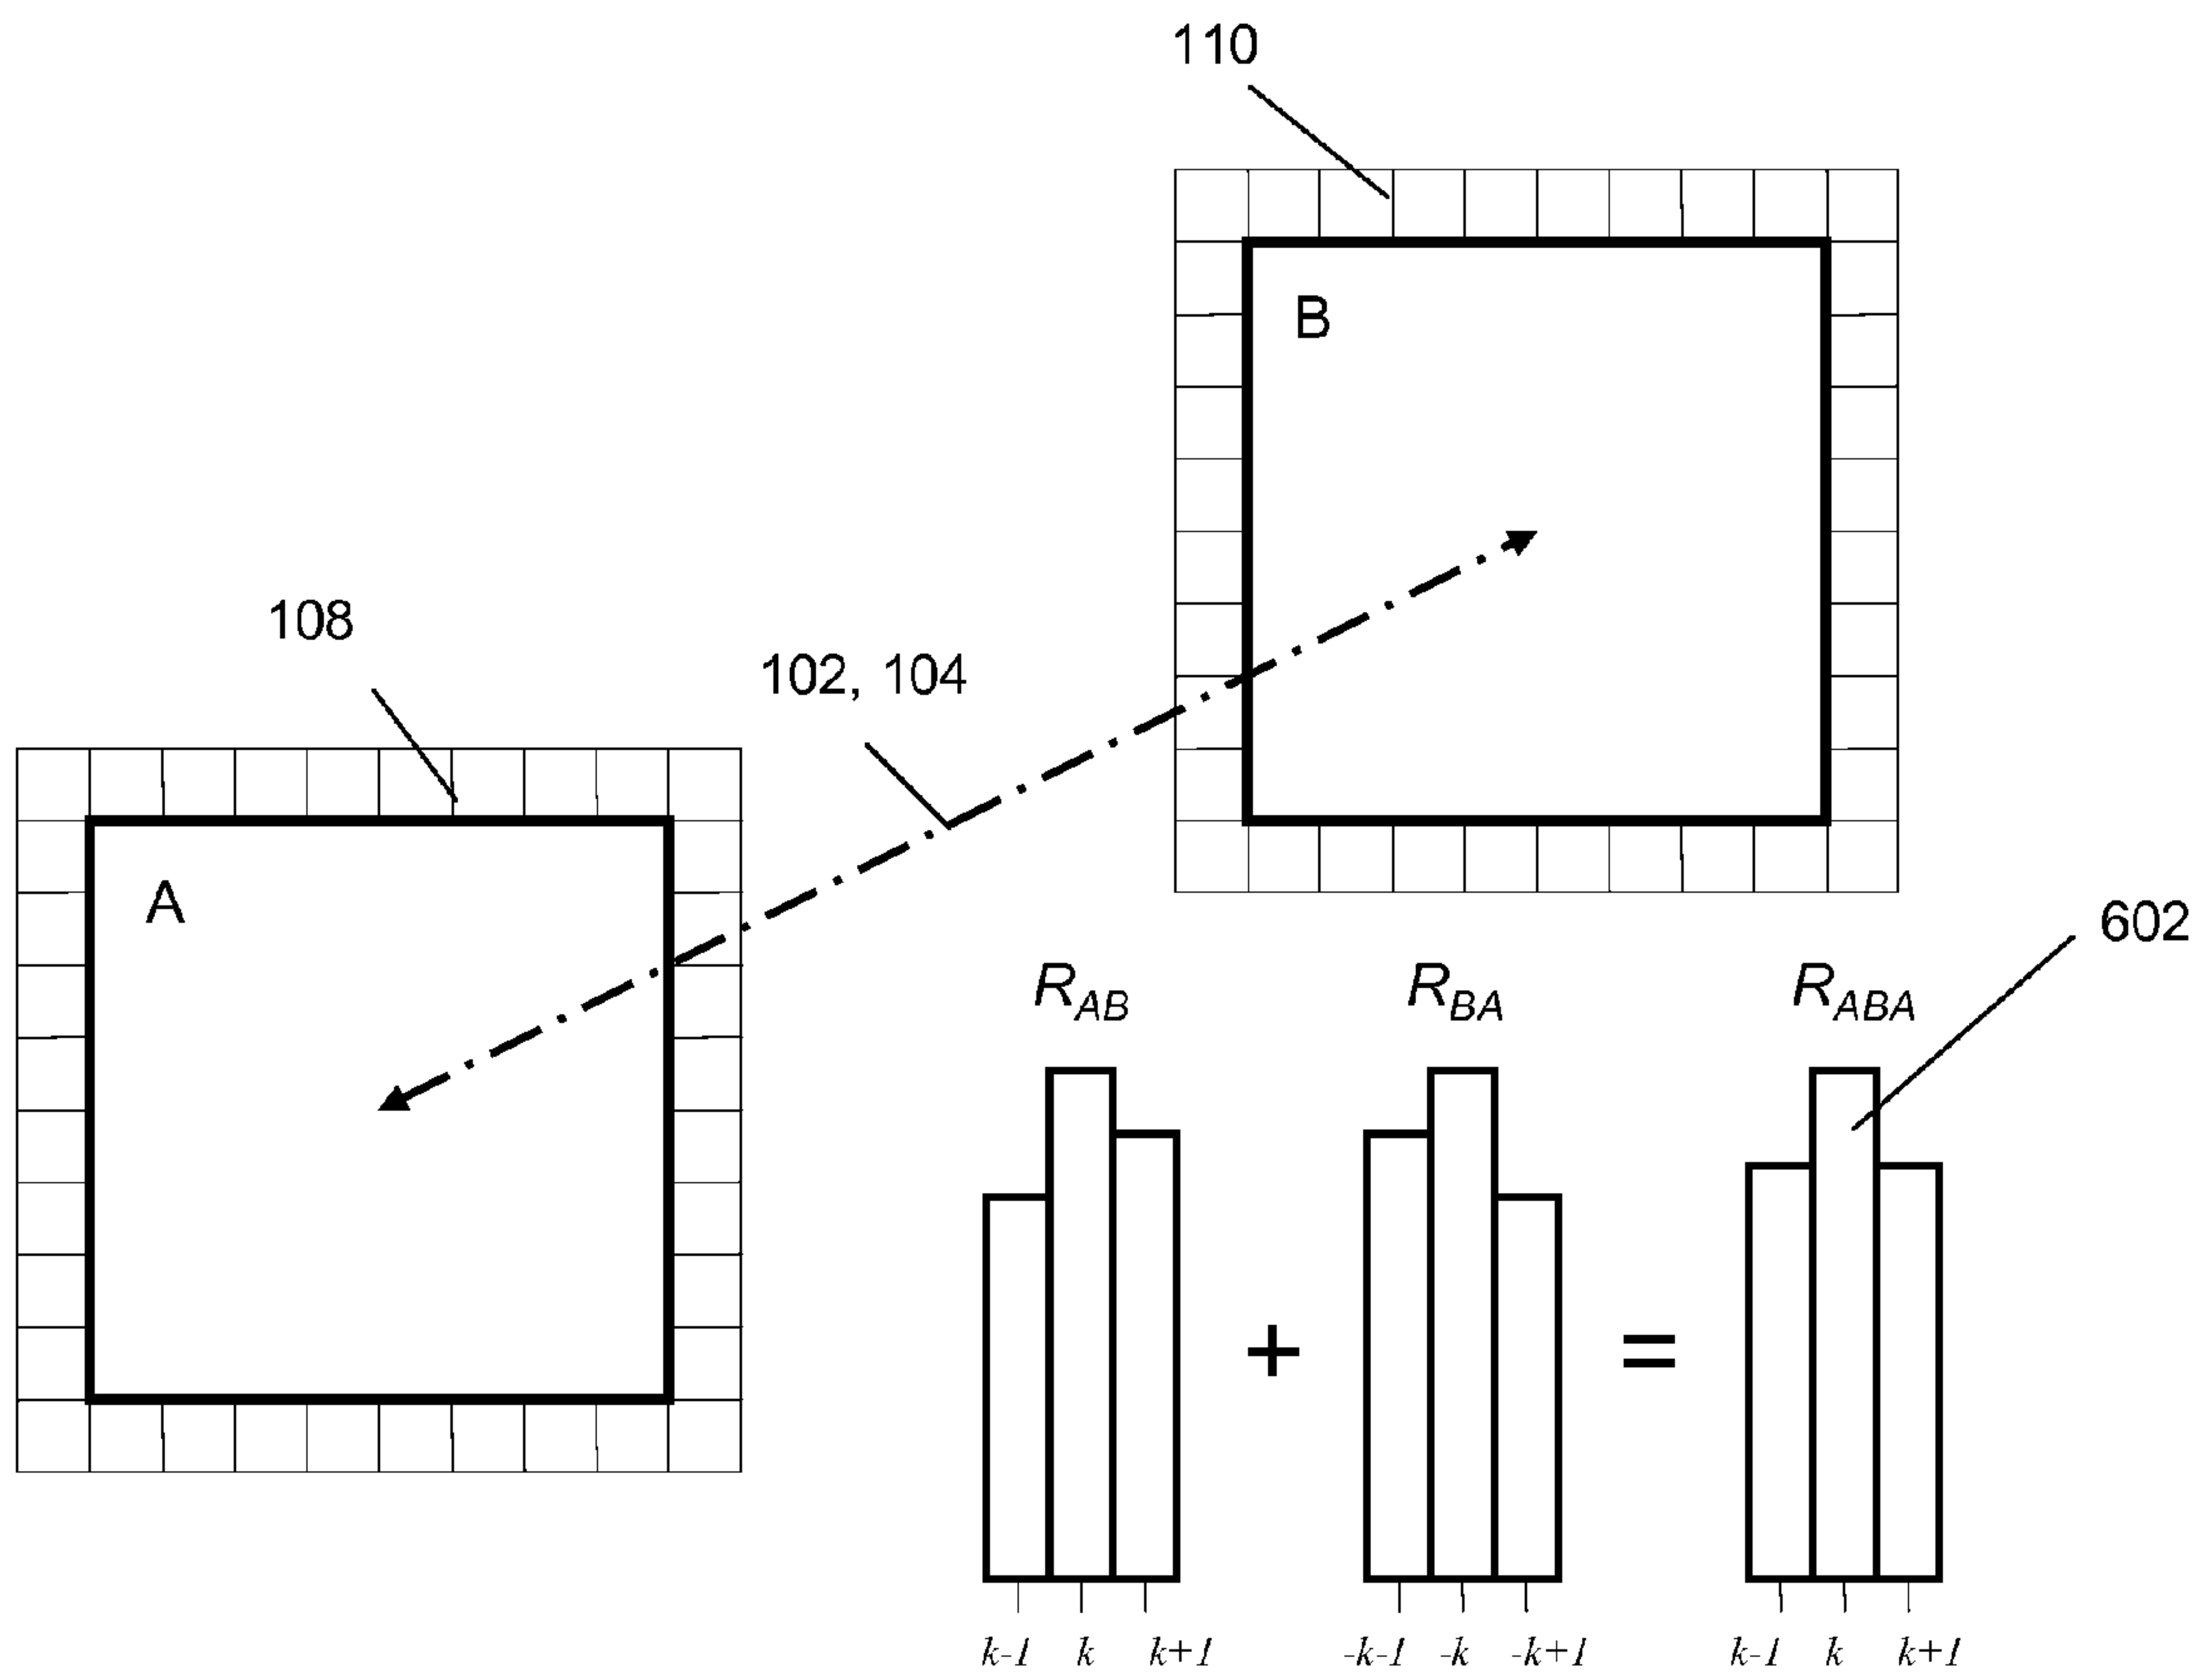 110
B
108
102, 104
A
602
R_AB R_BA R_ABA
+ =
k-1 k k+1 -k-1 -k -k+1 k-1 k k+1